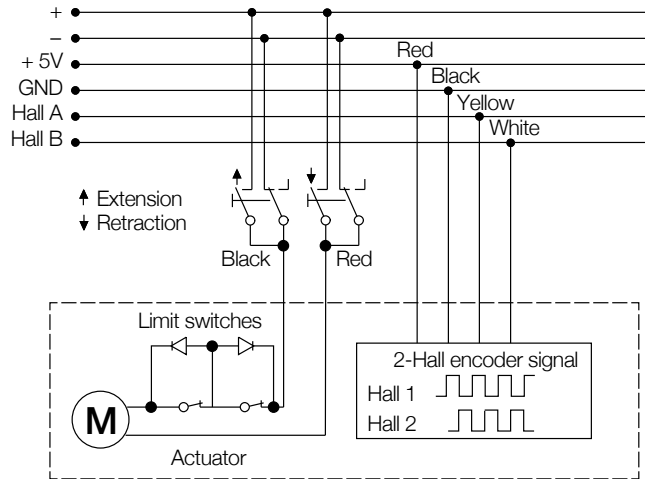 +
–
+ 5V
GND
Hall A
Hall B
Red
Black
Yellow
White
Extension
Retraction
Black
Red
Limit switches
M
Actuator
2-Hall encoder signal
Hall 1
Hall 2